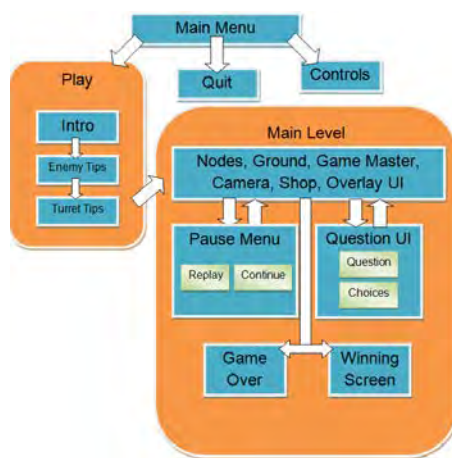 Main Menu
Play
Quit
Controls
Intro
Enemy Tips
Turret Tips
Main Level
Nodes, Ground, Game Master,
Camera, Shop, Overlay UI
Pause Menu
Replay
Continue
Question UI
Question
Choices
Game
Over
Winning
Screen